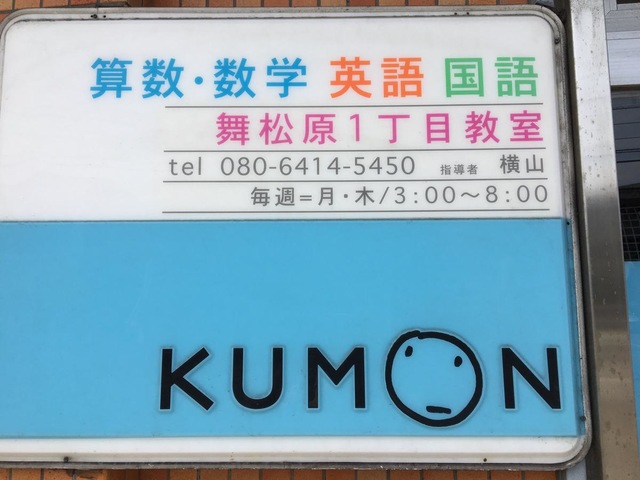 算数・数学 英語 国語
舞松原1丁目教室
tel 080-6414-5450 指導者 横山
毎週=月・木/3:00〜8:00
KUMON